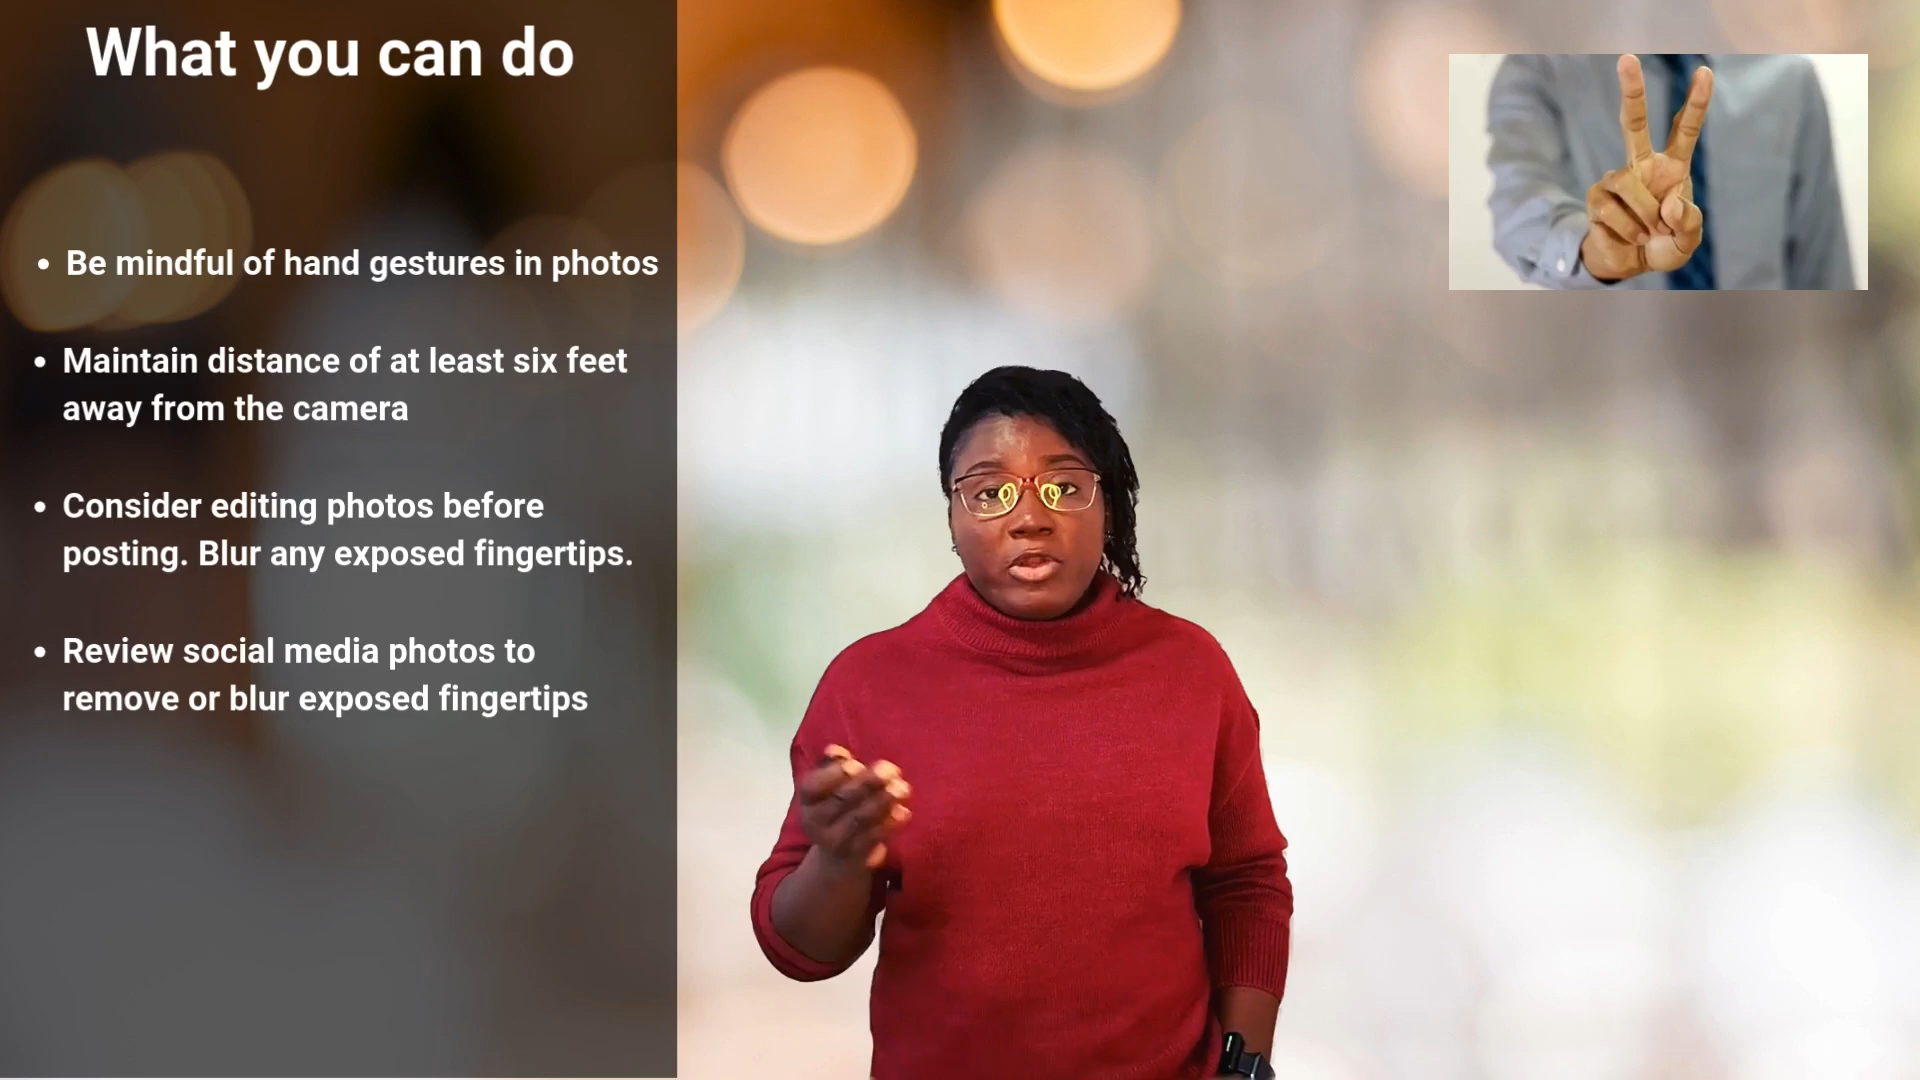 What you can do
• Be mindful of hand gestures in photos
• Maintain distance of at least six feet
away from the camera
• Consider editing photos before
posting. Blur any exposed fingertips.
• Review social media photos to
remove or blur exposed fingertips